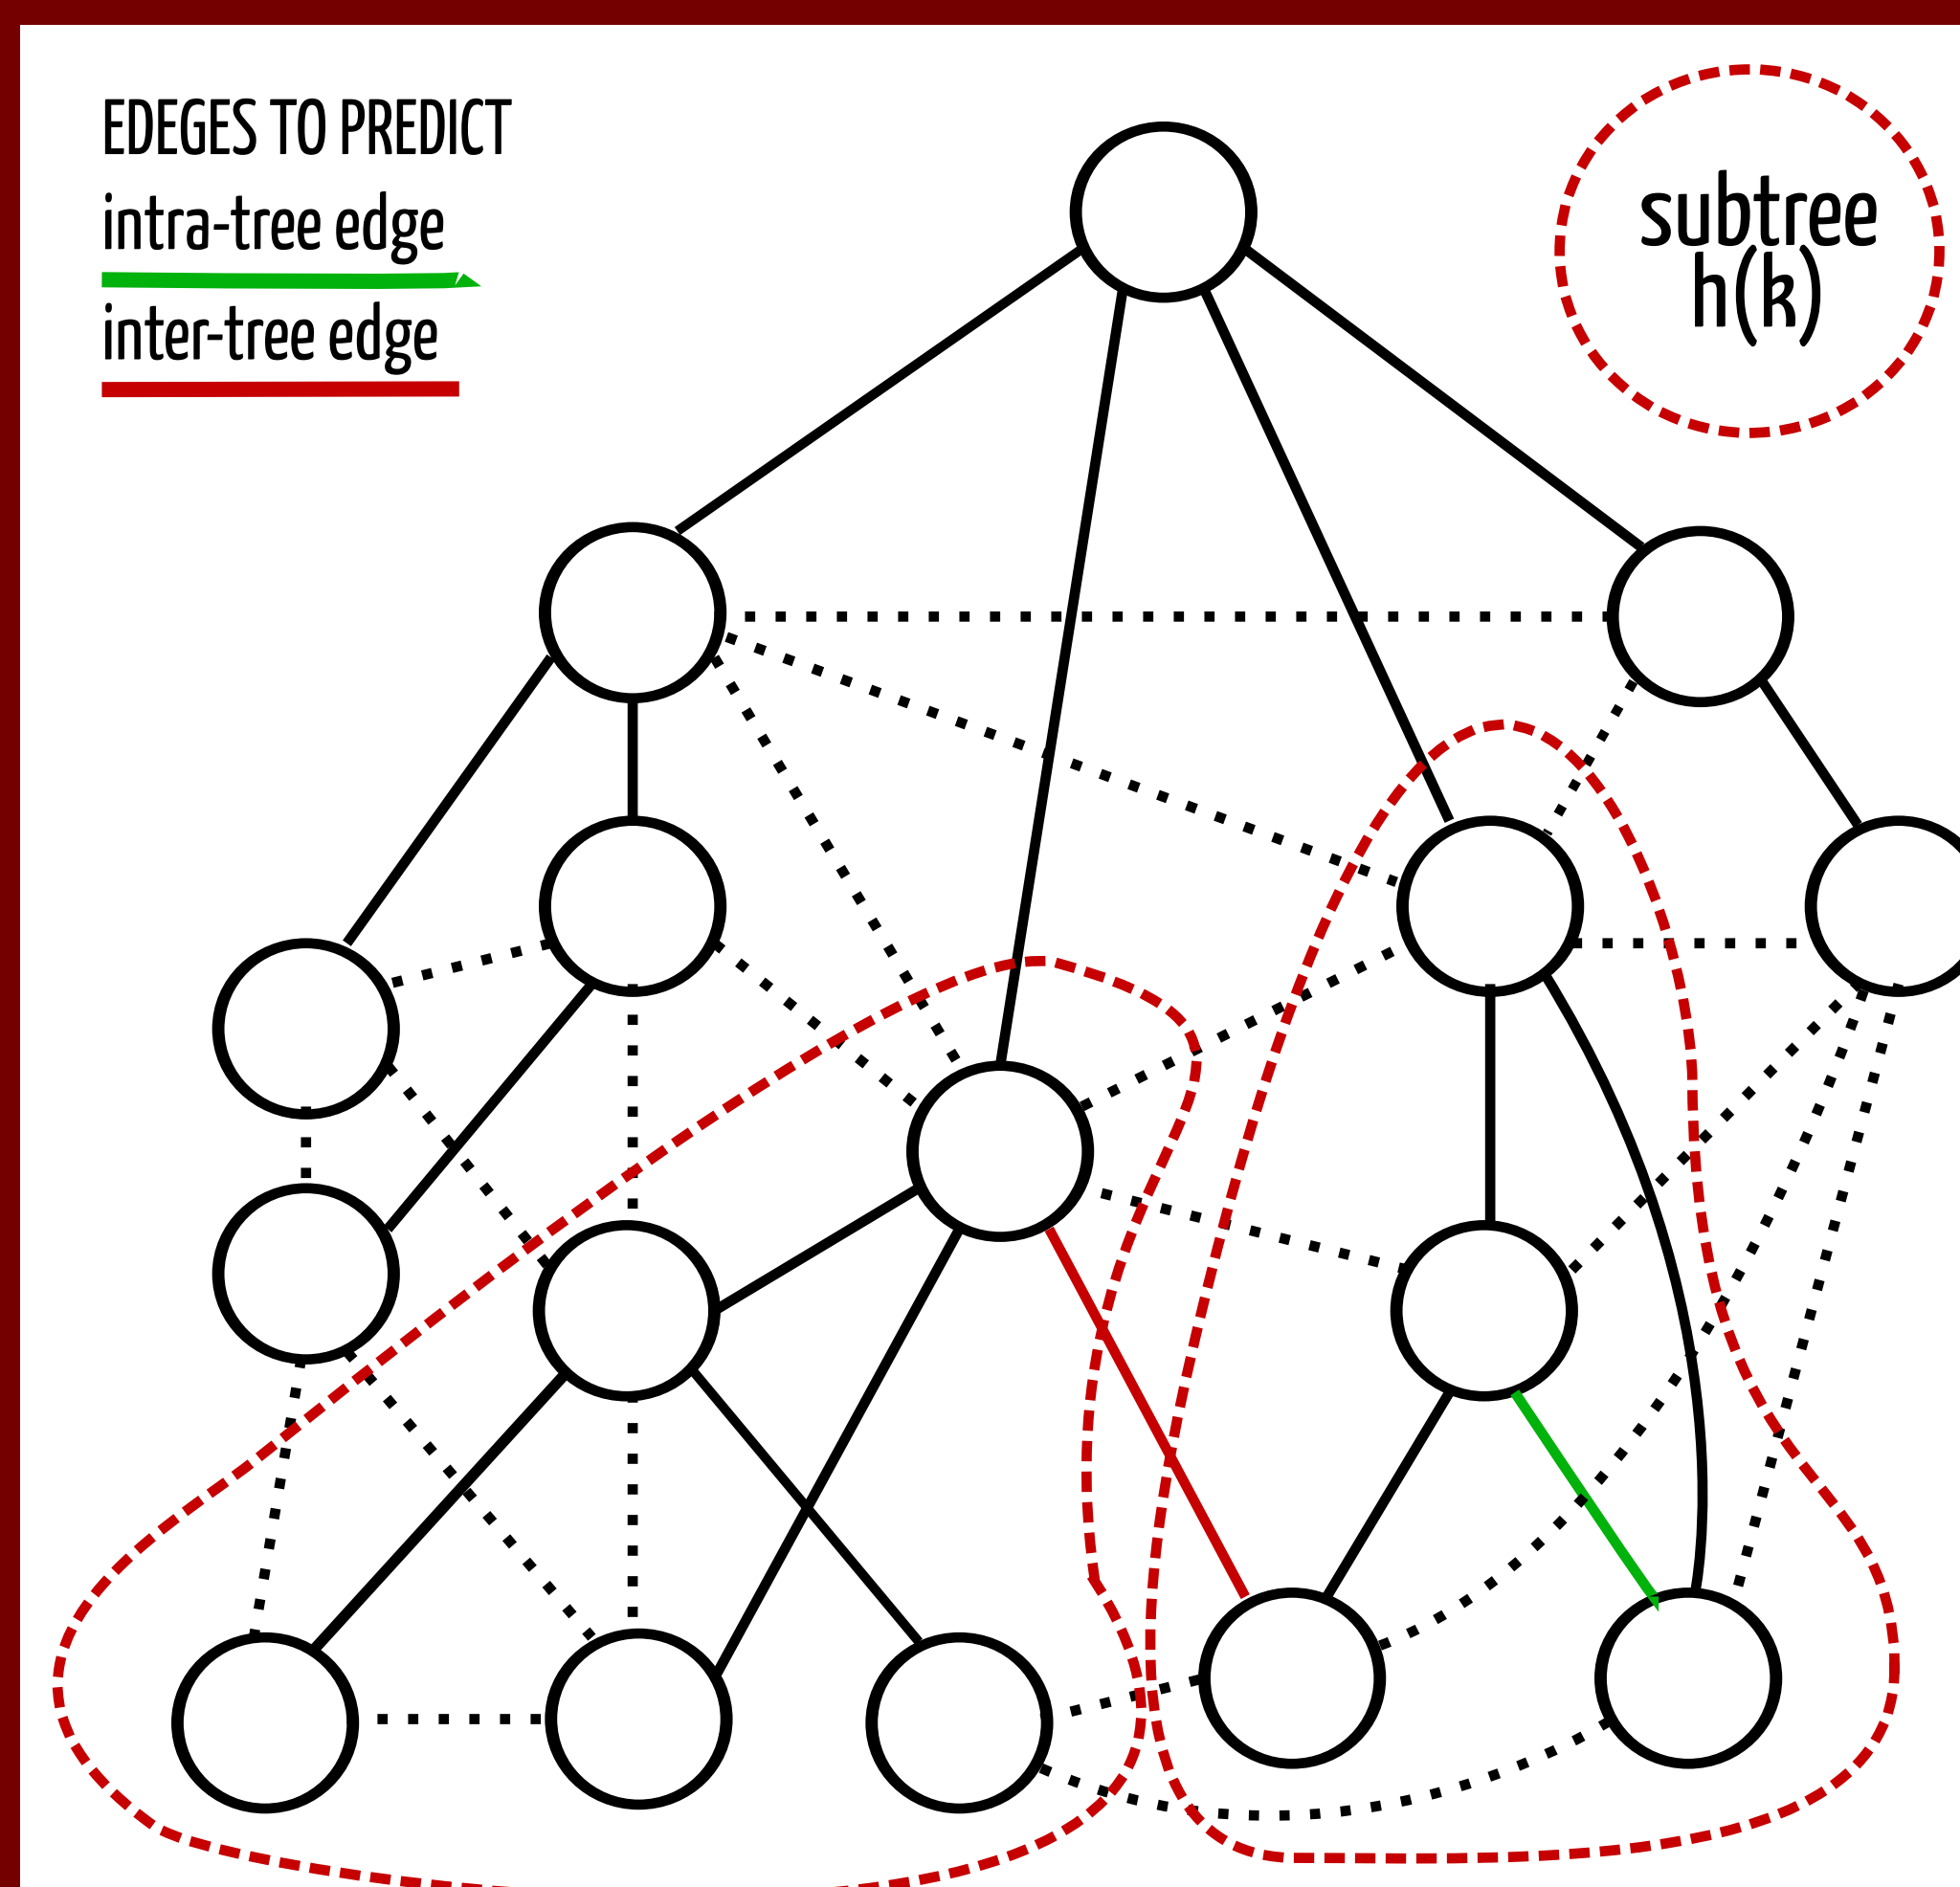 EDEGES TO PREDICT
intra-tree edge
inter-tree edge
subtree
h(k)